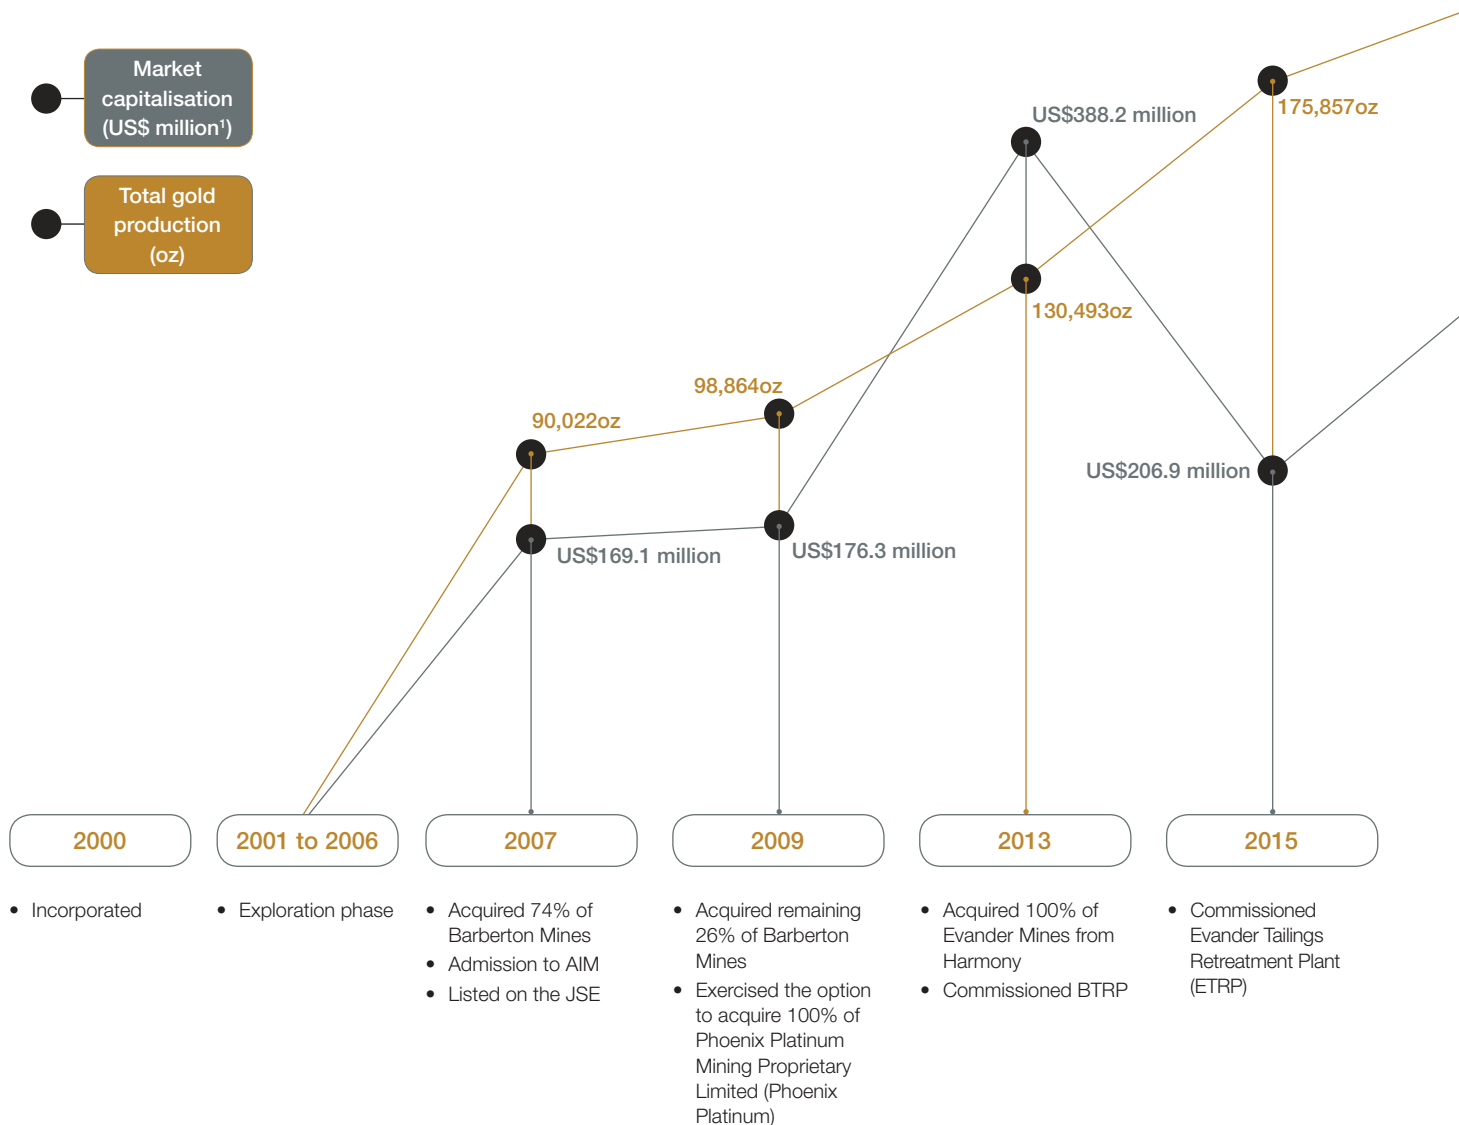 Market
capitalisation
(US$ million¹)
Total gold
production
(oz)
US$388.2 million
175,857oz
130,493oz
98,864oz
90,022oz
US$206.9 million
US$176.3 million
US$169.1 million
2000
2001 to 2006
2007
2009
2013
2015
• Incorporated
• Exploration phase
• Acquired 74% of
Barberton Mines
• Admission to AIM
• Listed on the JSE
• Acquired remaining
26% of Barberton
Mines
• Exercised the option
to acquire 100% of
Phoenix Platinum
Mining Proprietary
Limited (Phoenix
Platinum)
• Acquired 100% of
Evander Mines from
Harmony
• Commissioned BTRP
• Commissioned
Evander Tailings
Retreatment Plant
(ETRP)